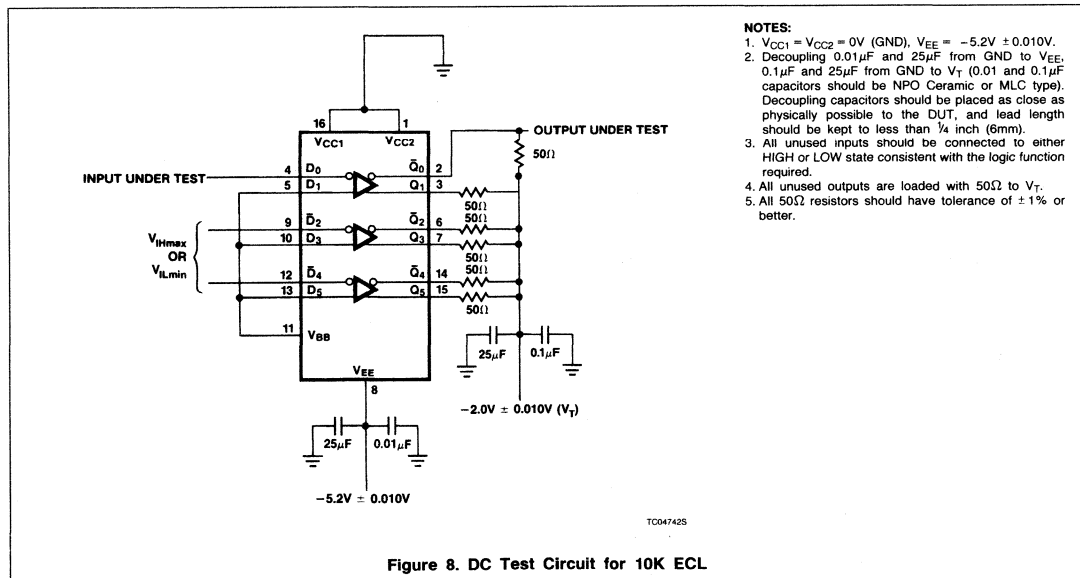 NOTES:
1. VCC1 = VCC2 = 0V (GND), VEE = −5.2V ±0.010V.
2. Decoupling 0.01μF and 25μF from GND to VEE,
0.1μF and 25μF from GND to VT (0.01 and 0.1μF
capacitors should be NPO Ceramic or MLC type).
Decoupling capacitors should be placed as close as
physically possible to the DUT, and lead length
should be kept to less than ¼ inch (6mm).
3. All unused inputs should be connected to either
HIGH or LOW state consistent with the logic function
required.
4. All unused outputs are loaded with 50Ω to VT.
5. All 50Ω resistors should have tolerance of ±1% or
better.
16 1
VCC1 VCC2
OUTPUT UNDER TEST
50Ω
INPUT UNDER TEST
4 D0 Q̄0 2
5 D1 Q1 3
50Ω
50Ω
9 D̄2 Q̄2 6
10 D3 Q3 7
50Ω
50Ω
12 D̄4 Q̄4 14
13 D5 Q5 15
50Ω
VIHmax
OR
VILmin
11 VBB
VEE
8
25μF 0.1μF
−2.0V ± 0.010V (VT)
25μF 0.01μF
−5.2V ± 0.010V
TC04742S
Figure 8. DC Test Circuit for 10K ECL